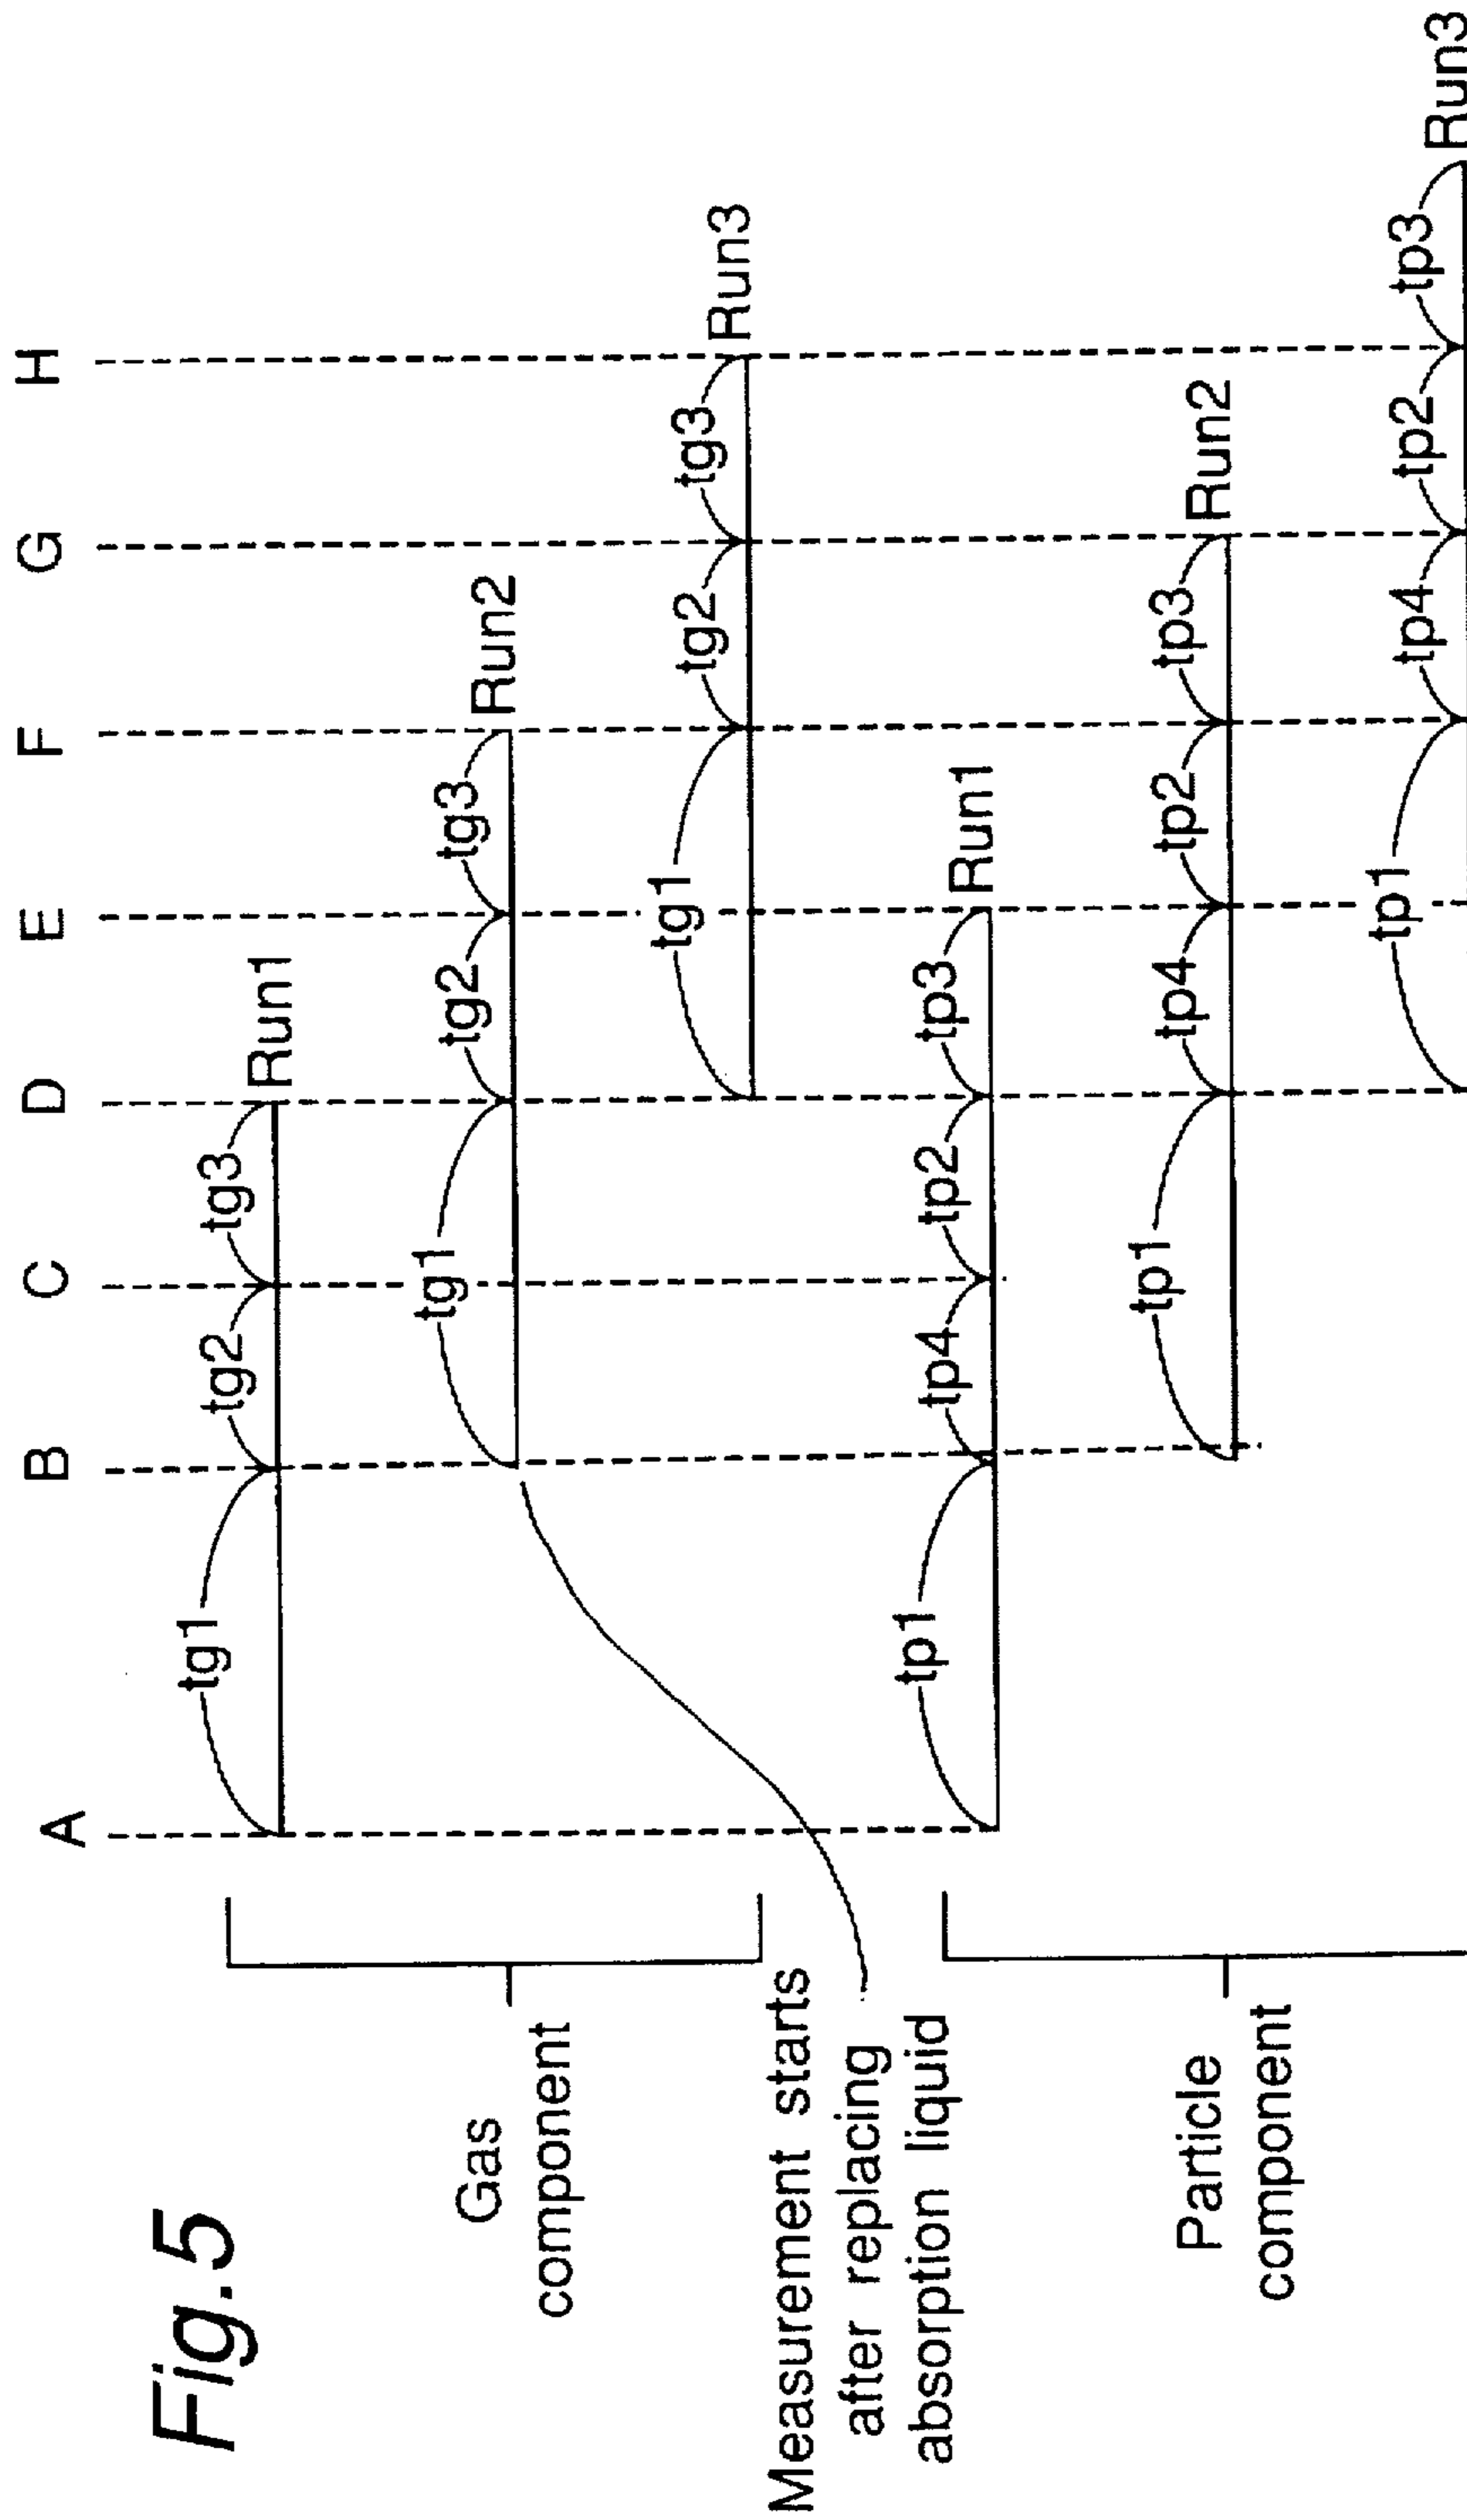 Fig.5
A B C D E F G H
tg1 tg2 tg3 Run1
Gas
component
tg1 tg2 tg3 Run2
tg1 tg2 tg3 Run3
Measurement starts
after replacing
absorption liquid
tp1 tp4 tp2 tp3 Run1
Particle
component
tp1 tp4 tp2 tp3 Run2
tp1 tp4 tp2 tp3 Run3